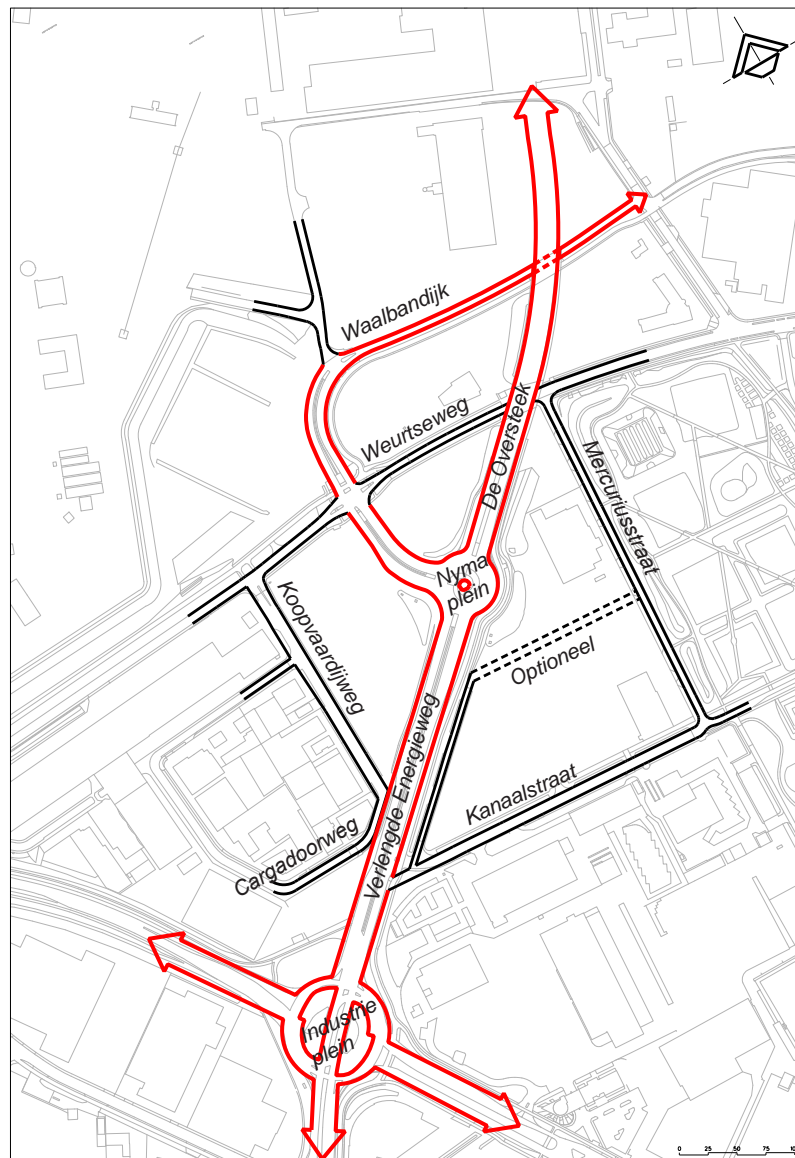 Waalbandijk
Weurtseweg
De Oversteek
Mercuriusstraat
Nyma
plein
Koopvaardijweg
Optioneel
Verlengde Energieweg
Kanaalstraat
Cargadoorweg
Industrie
plein
0 25 50 75